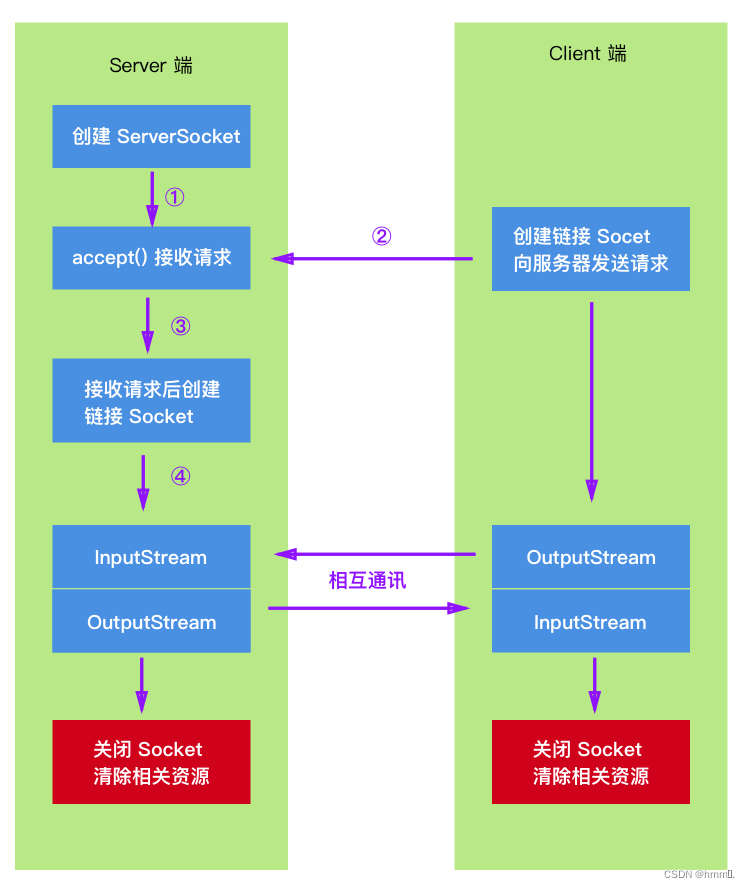 Server 端
创建 ServerSocket
①
accept() 接收请求
③
接收请求后创建
链接 Socket
④
InputStream
OutputStream
关闭 Socket
清除相关资源
②
相互通讯
Client 端
创建链接 Socet
向服务器发送请求
OutputStream
InputStream
关闭 Socket
清除相关资源
CSDN @hmm